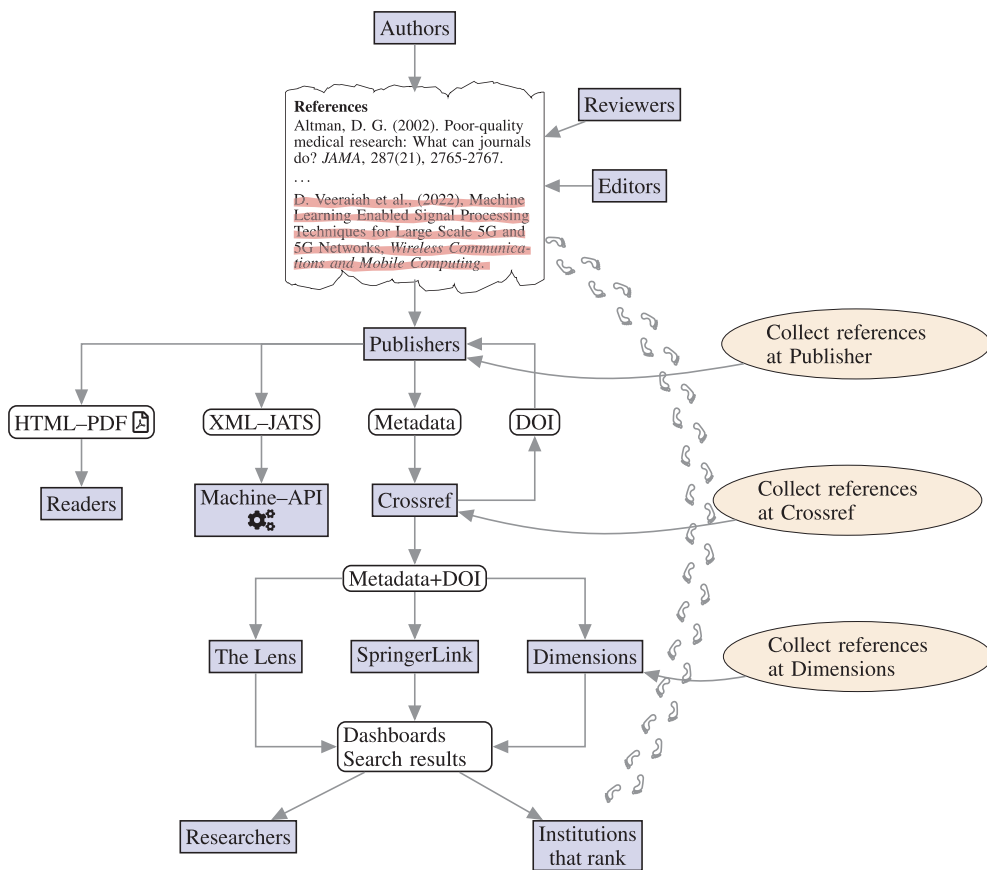 Authors
References
Altman, D. G. (2002). Poor-quality
medical research: What can journals
do? JAMA, 287(21), 2765-2767.
...
D. Veeraiah et al., (2022), Machine
Learning Enabled Signal Processing
Techniques for Large Scale 5G and
5G Networks, Wireless Communica-
tions and Mobile Computing.
Reviewers
Editors
Publishers
Collect references
at Publisher
HTML–PDF
XML–JATS
Metadata
DOI
Readers
Machine–API
Crossref
Collect references
at Crossref
Metadata+DOI
The Lens
SpringerLink
Dimensions
Collect references
at Dimensions
Dashboards
Search results
Researchers
Institutions
that rank